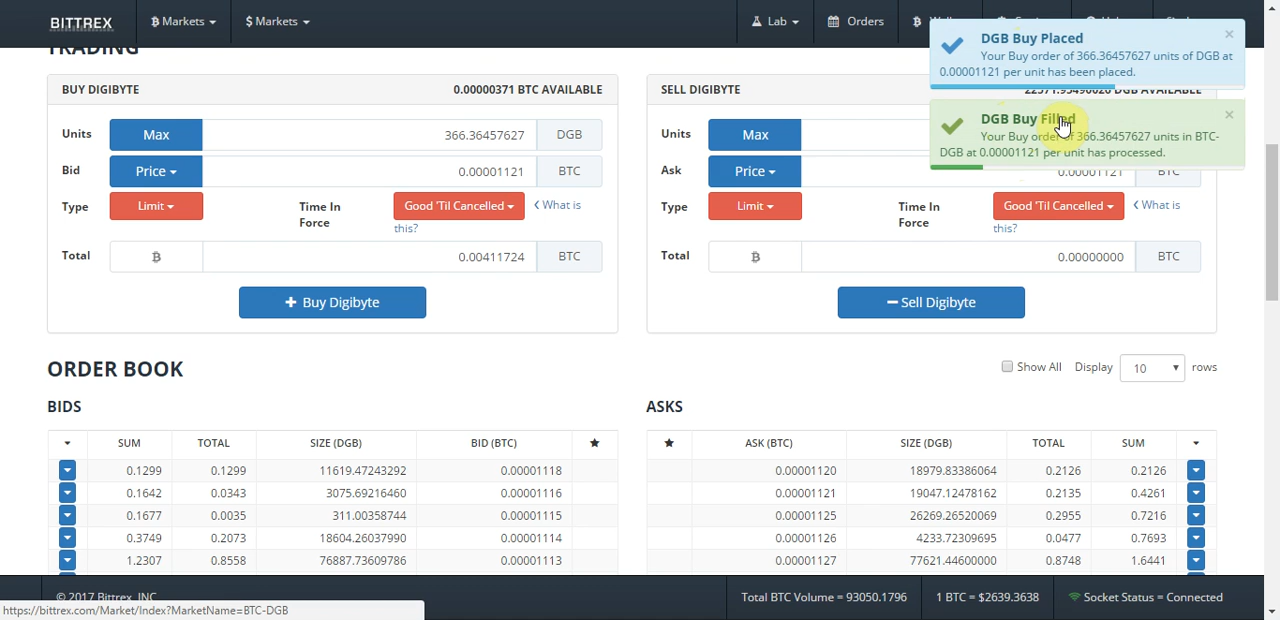 BITTREX
Ƀ Markets
$ Markets
Lab
Orders
Ƀ
TRADING
DGB Buy Placed ×
Your Buy order of 366.36457627 units of DGB at
0.00001121 per unit has been placed.
DGB Buy Filled ×
Your Buy order of 366.36457627 units in BTC-
DGB at 0.00001121 per unit has processed.
BUY DIGIBYTE 0.00000371 BTC AVAILABLE
Units Max 366.36457627 DGB
Bid Price 0.00001121 BTC
Type Limit Time In Force Good 'Til Cancelled What is this?
Total Ƀ 0.00411724 BTC
+ Buy Digibyte
SELL DIGIBYTE DGB AVAILABLE
Units Max
Ask Price 0.00001121 BTC
Type Limit Time In Force Good 'Til Cancelled What is this?
Total Ƀ 0.00000000 BTC
− Sell Digibyte
ORDER BOOK
Show All Display 10 rows
BIDS
SUM TOTAL SIZE (DGB) BID (BTC)
0.1299 0.1299 11619.47243292 0.00001118
0.1642 0.0343 3075.69216460 0.00001116
0.1677 0.0035 311.00358744 0.00001115
0.3749 0.2073 18604.26037990 0.00001114
1.2307 0.8558 76887.73609786 0.00001113
ASKS
ASK (BTC) SIZE (DGB) TOTAL SUM
0.00001120 18979.83386064 0.2126 0.2126
0.00001121 19047.12478162 0.2135 0.4261
0.00001125 26269.26520069 0.2955 0.7216
0.00001126 4233.72309695 0.0477 0.7693
0.00001127 77621.44600000 0.8748 1.6441
© 2017 Bittrex, INC
Total BTC Volume = 93050.1796
1 BTC = $2639.3638
Socket Status = Connected
https://bittrex.com/Market/Index?MarketName=BTC-DGB